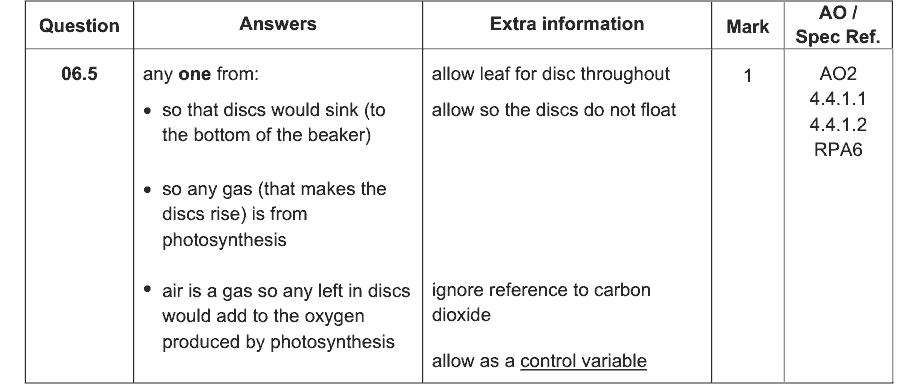 Question
Answers
Extra information
Mark
AO /
Spec Ref.
06.5
any one from:
• so that discs would sink (to
the bottom of the beaker)
• so any gas (that makes the
discs rise) is from
photosynthesis
• air is a gas so any left in discs
would add to the oxygen
produced by photosynthesis
allow leaf for disc throughout
allow so the discs do not float
ignore reference to carbon
dioxide
allow as a control variable
1
AO2
4.4.1.1
4.4.1.2
RPA6